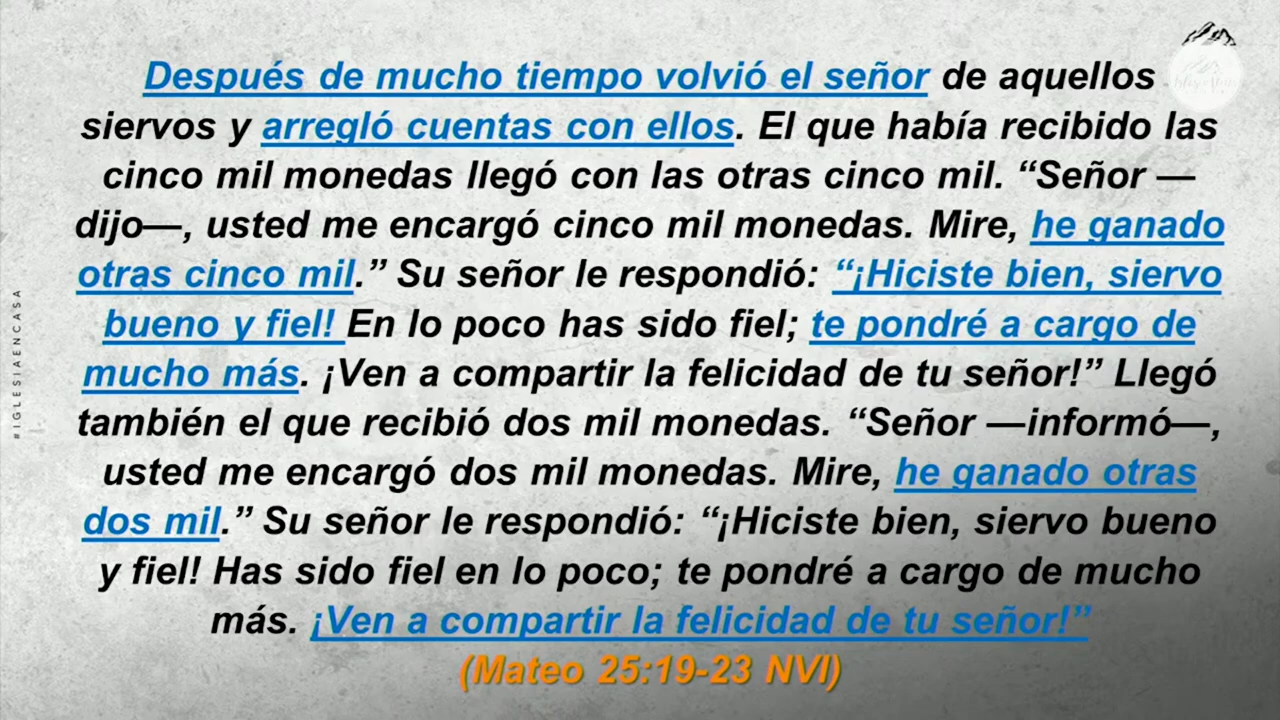 Después de mucho tiempo volvió el señor de aquellos
siervos y arregló cuentas con ellos. El que había recibido las
cinco mil monedas llegó con las otras cinco mil. “Señor —
dijo—, usted me encargó cinco mil monedas. Mire, he ganado
otras cinco mil.” Su señor le respondió: “¡Hiciste bien, siervo
bueno y fiel! En lo poco has sido fiel; te pondré a cargo de
mucho más. ¡Ven a compartir la felicidad de tu señor!” Llegó
también el que recibió dos mil monedas. “Señor —informó—,
usted me encargó dos mil monedas. Mire, he ganado otras
dos mil.” Su señor le respondió: “¡Hiciste bien, siervo bueno
y fiel! Has sido fiel en lo poco; te pondré a cargo de mucho
más. ¡Ven a compartir la felicidad de tu señor!”
(Mateo 25:19-23 NVI)
#IGLESIAENCASA